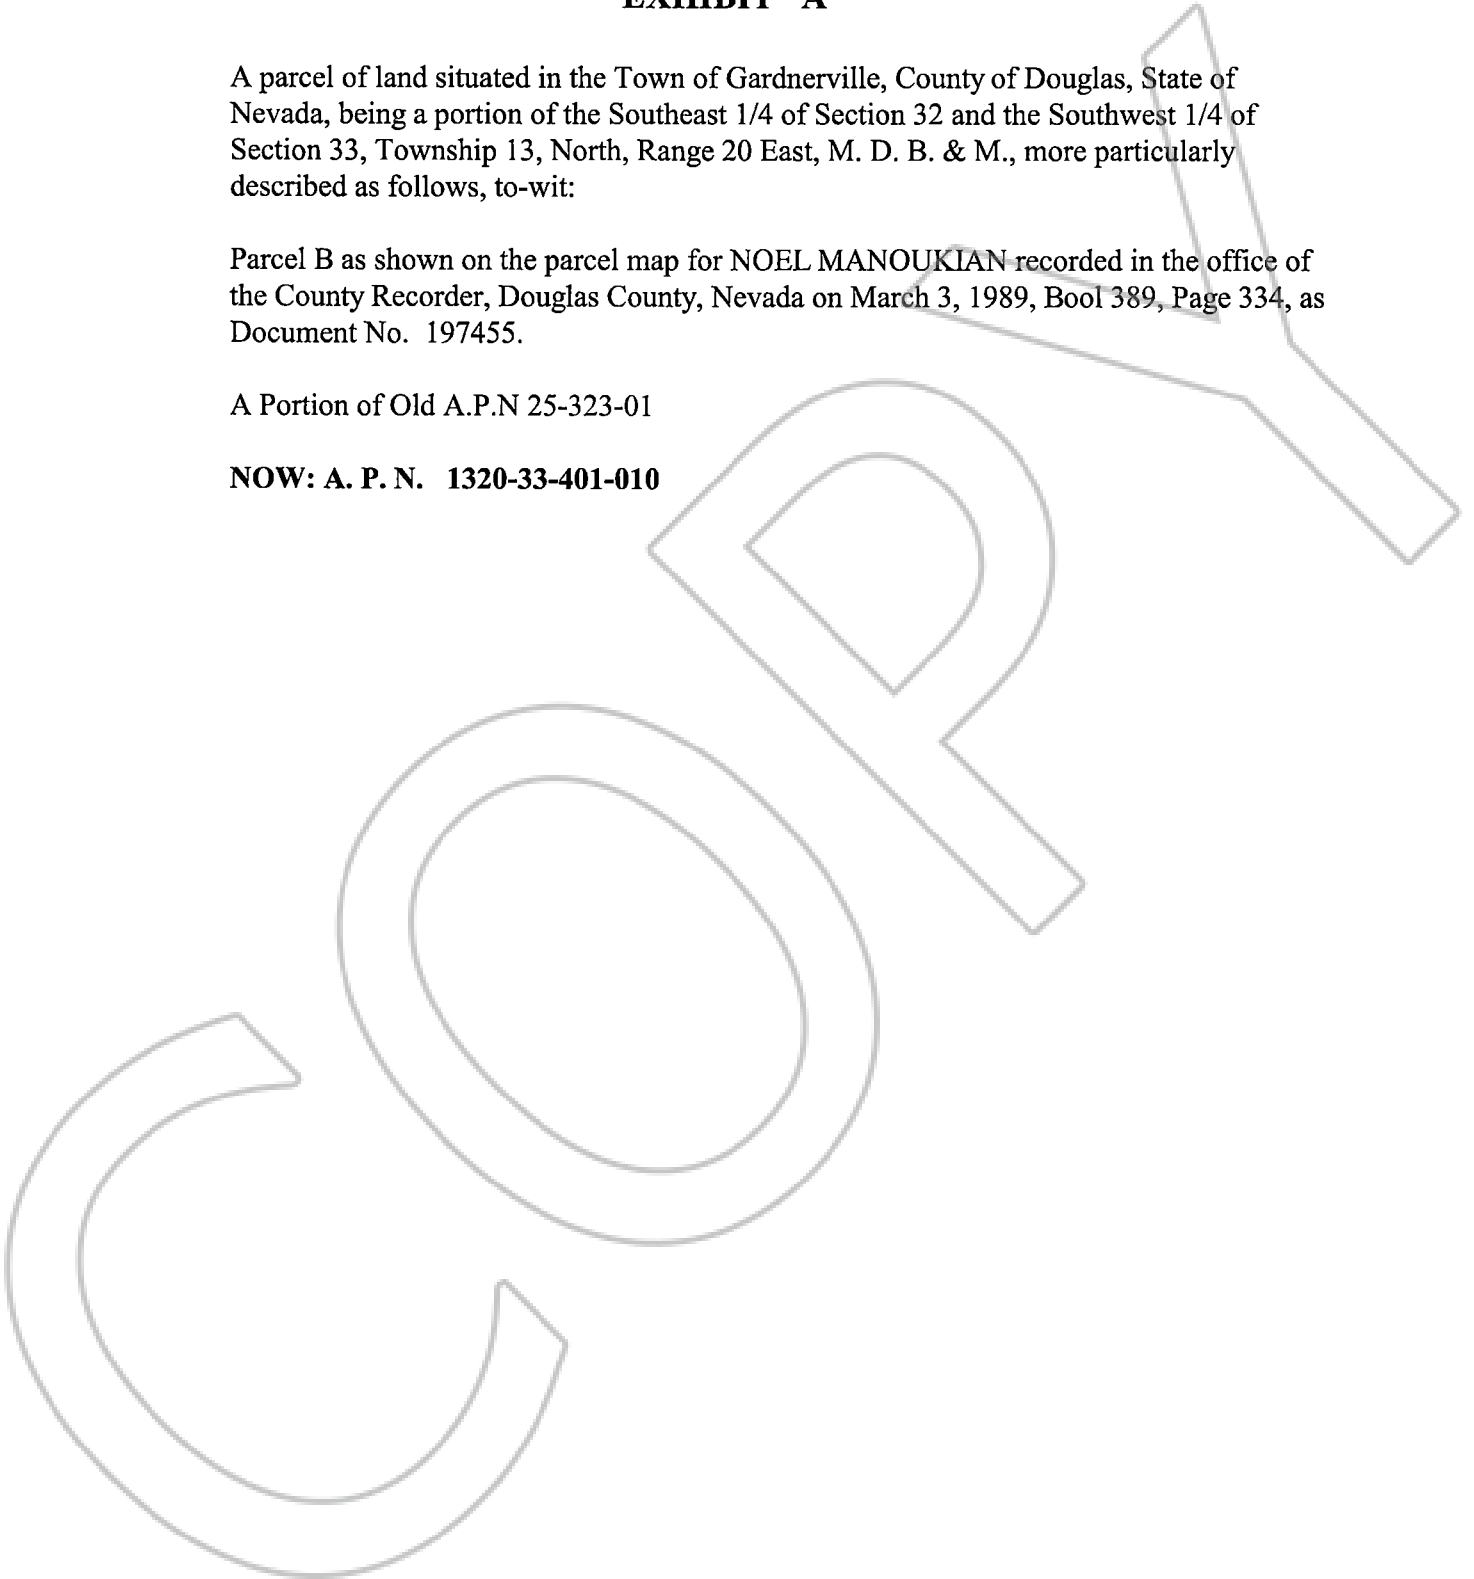 EXHIBIT "A"
A parcel of land situated in the Town of Gardnerville, County of Douglas, State of
Nevada, being a portion of the Southeast 1/4 of Section 32 and the Southwest 1/4 of
Section 33, Township 13, North, Range 20 East, M. D. B. & M., more particularly
described as follows, to-wit:
Parcel B as shown on the parcel map for NOEL MANOUKIAN recorded in the office of
the County Recorder, Douglas County, Nevada on March 3, 1989, Bool 389, Page 334, as
Document No. 197455.
A Portion of Old A.P.N 25-323-01
NOW: A. P. N. 1320-33-401-010
COPY